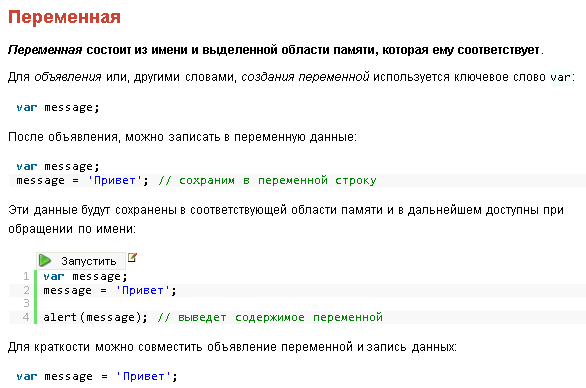 Переменная
Переменная состоит из имени и выделенной области памяти, которая ему соответствует.
Для объявления или, другими словами, создания переменной используется ключевое слово var:
var message;
После объявления, можно записать в переменную данные:
var message;
message = 'Привет'; // сохраним в переменной строку
Эти данные будут сохранены в соответствующей области памяти и в дальнейшем доступны при
обращении по имени:
Запустить
1 var message;
2 message = 'Привет';
3
4 alert(message); // выведет содержимое переменной
Для краткости можно совместить объявление переменной и запись данных:
var message = 'Привет';